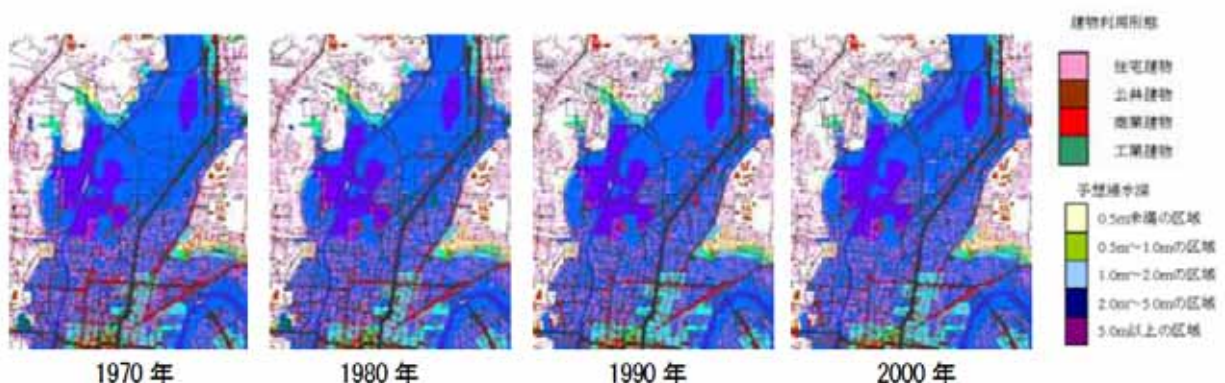 建物利用形態
住宅建物
公共建物
商業建物
工業建物
予想浸水深
0.5m未満の区域
0.5m～1.0mの区域
1.0m～2.0mの区域
2.0m～5.0mの区域
5.0m以上の区域
1970 年
1980 年
1990 年
2000 年